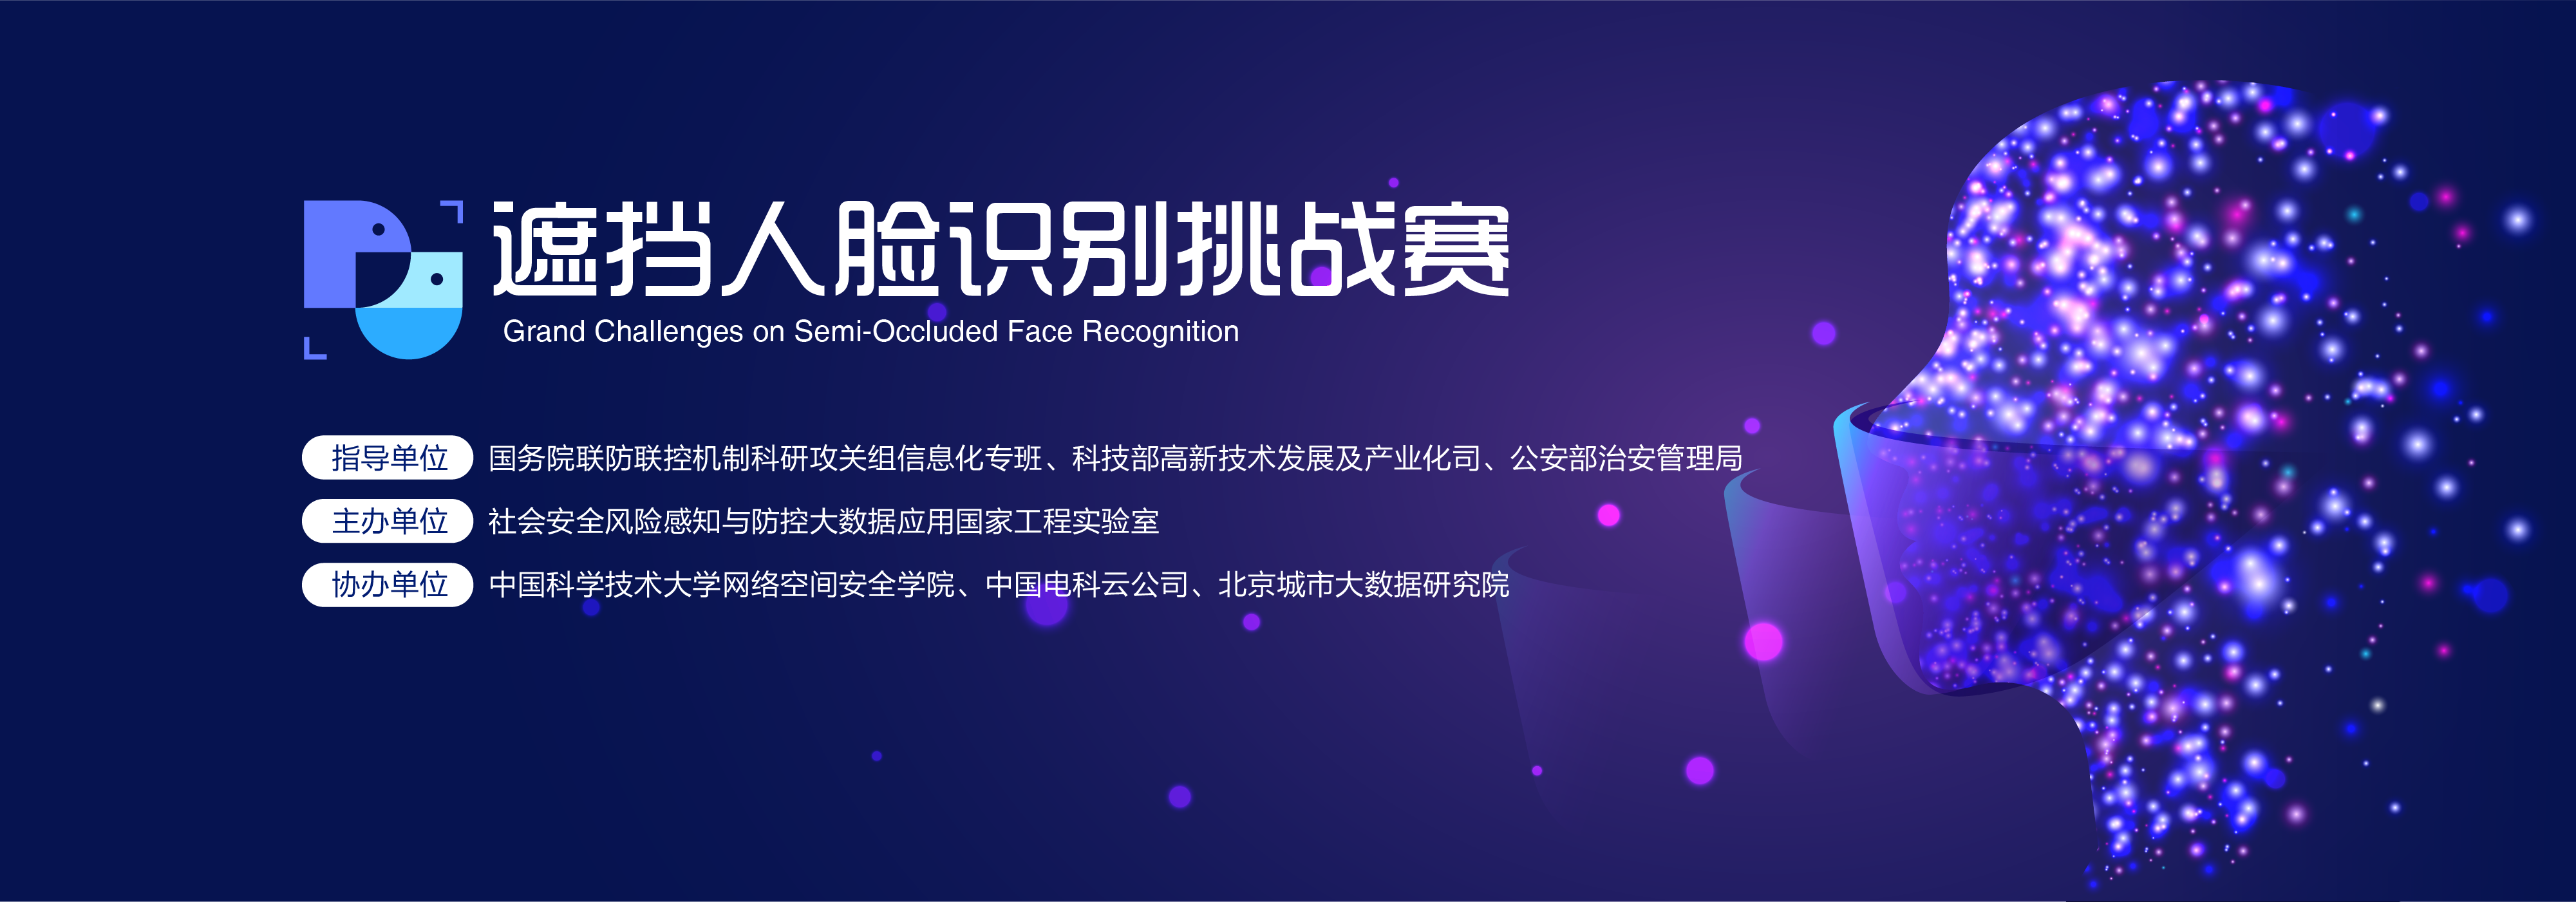 遮挡人脸识别挑战赛
Grand Challenges on Semi-Occluded Face Recognition
指导单位 国务院联防联控机制科研攻关组信息化专班、科技部高新技术发展及产业化司、公安部治安管理局
主办单位 社会安全风险感知与防控大数据应用国家工程实验室
协办单位 中国科学技术大学网络空间安全学院、中国电科云公司、北京城市大数据研究院